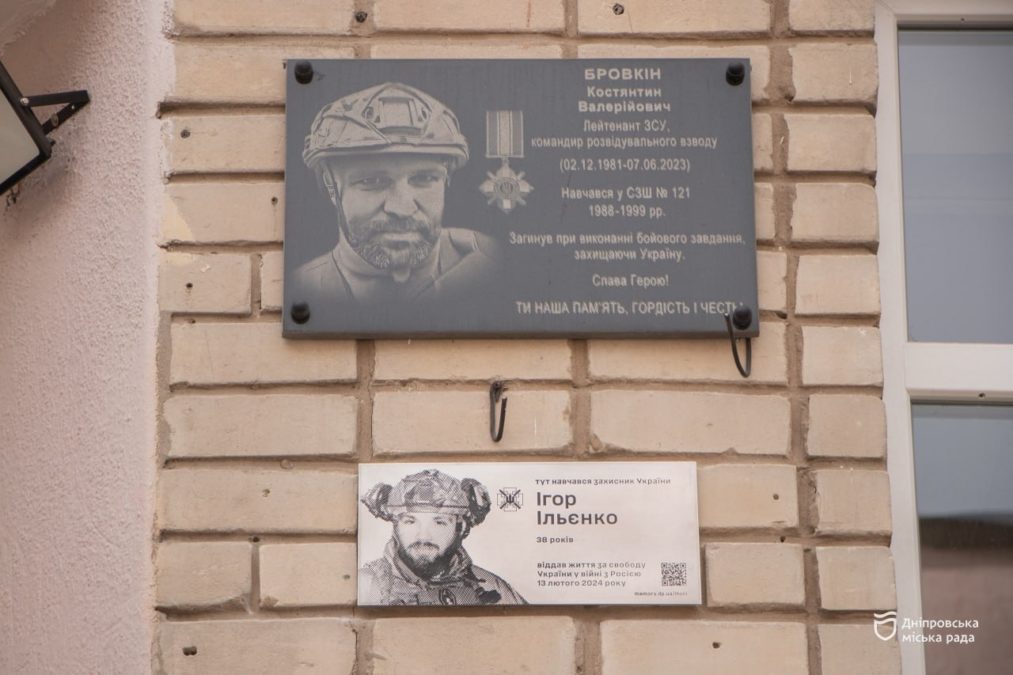 БРОВКІН
Костянтин
Валерійович
Лейтенант ЗСУ,
командир розвідувального взводу
(02.12.1981-07.06.2023)
Навчався у СЗШ № 121
1988-1999 рр.
Загинув при виконанні бойового завдання,
захищаючи Україну.
Слава Герою!
ТИ НАША ПАМ'ЯТЬ, ГОРДІСТЬ І ЧЕСТЬ!
тут навчався захисник України
Ігор
Ільєнко
38 років
віддав життя за свободу
України у війні з Росією
13 лютого 2024 року
Дніпровська
міська рада